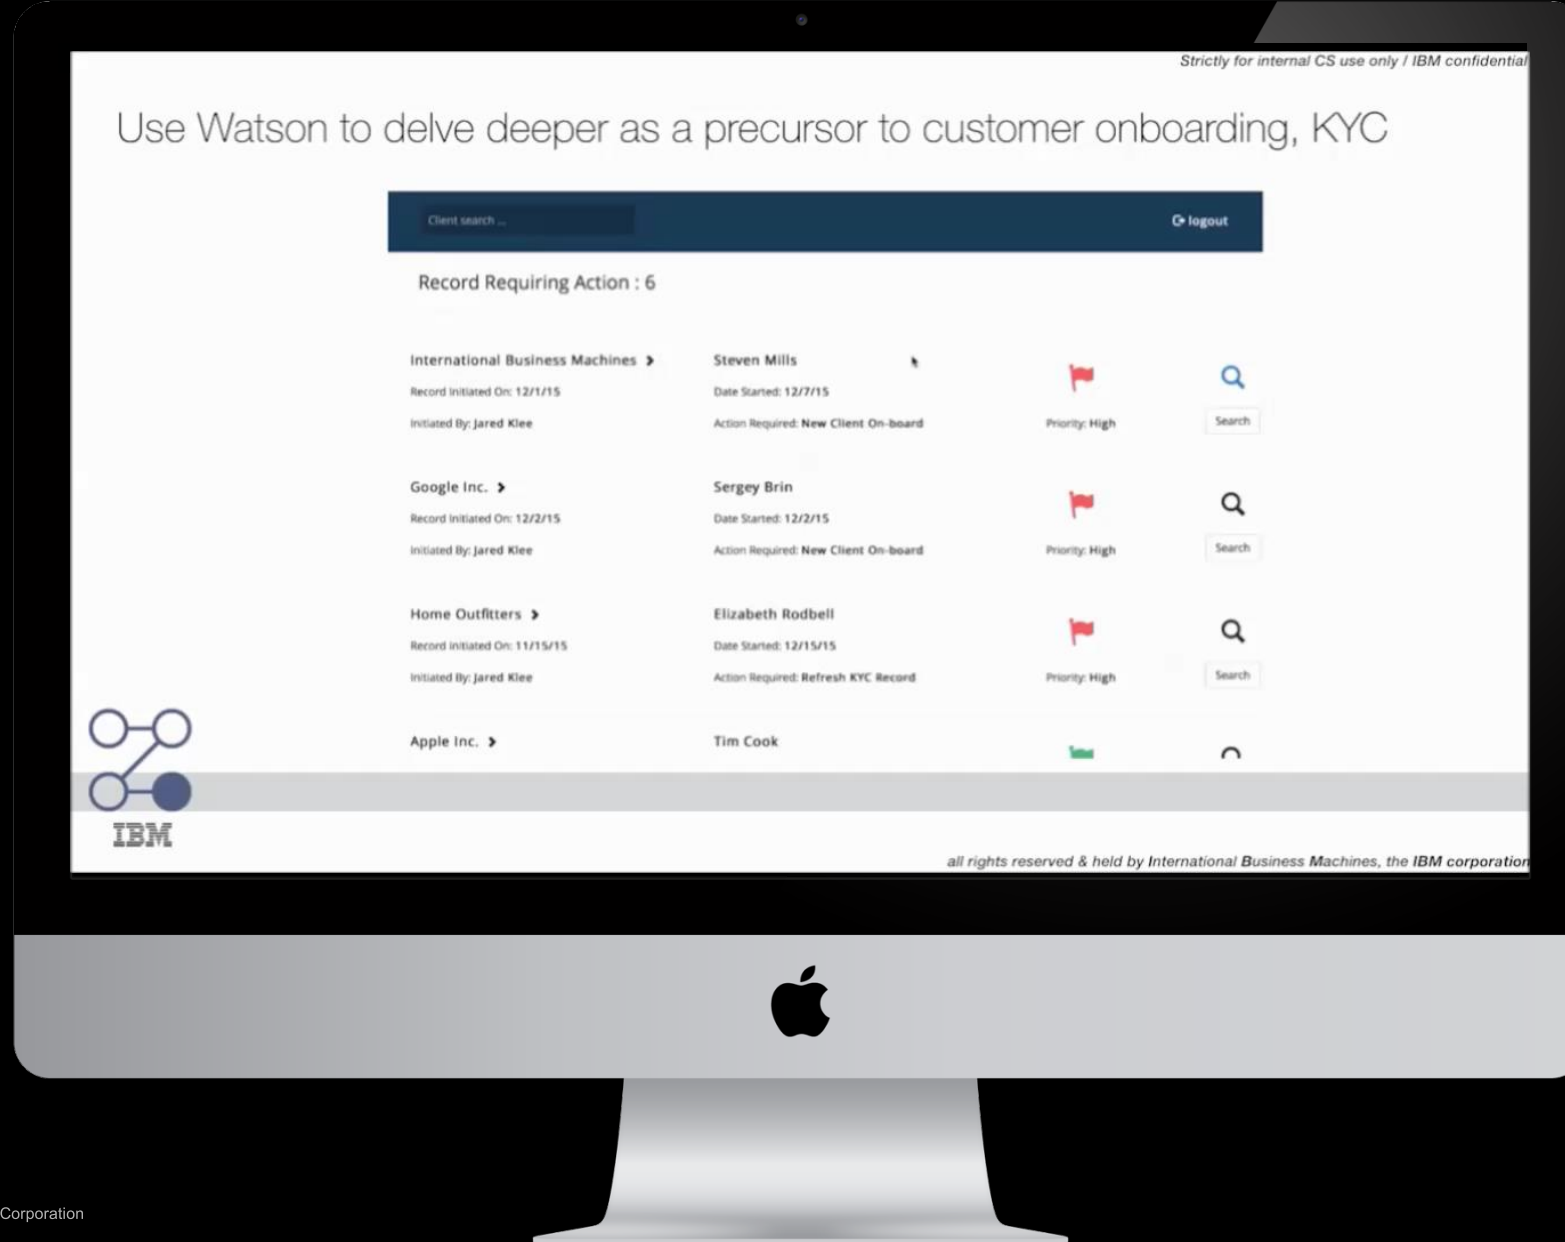 Strictly for internal CS use only / IBM confidential
Use Watson to delve deeper as a precursor to customer onboarding, KYC
Client search ...
logout
Record Requiring Action : 6
International Business Machines
Steven Mills
Record Initiated On: 12/1/15
Date Started: 12/7/15
Initiated By: Jared Klee
Action Required: New Client On-board
Priority: High
Search
Google Inc.
Sergey Brin
Record Initiated On: 12/2/15
Date Started: 12/2/15
Initiated By: Jared Klee
Action Required: New Client On-board
Priority: High
Search
Home Outfitters
Elizabeth Rodbell
Record Initiated On: 11/15/15
Date Started: 12/15/15
Initiated By: Jared Klee
Action Required: Refresh KYC Record
Priority: High
Search
Apple Inc.
Tim Cook
IBM
all rights reserved & held by International Business Machines, the IBM corporation
Corporation